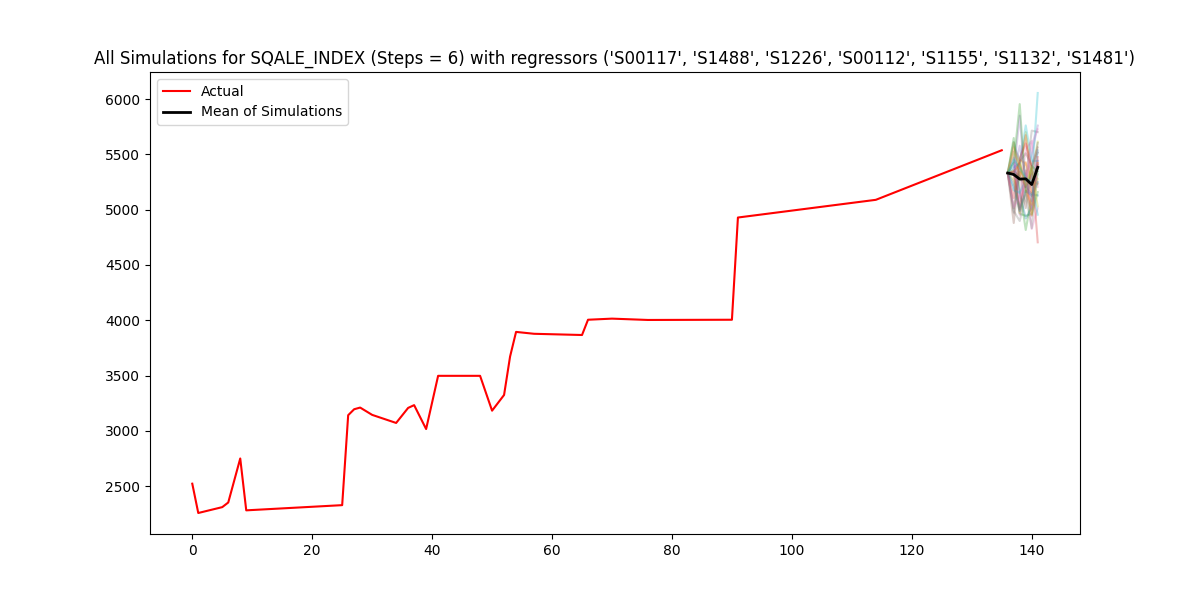 All Simulations for SQALE_INDEX (Steps = 6) with regressors ('S00117', 'S1488', 'S1226', 'S00112', 'S1155', 'S1132', 'S1481')
Actual
Mean of Simulations
6000
5500
5000
4500
4000
3500
3000
2500
0 20 40 60 80 100 120 140